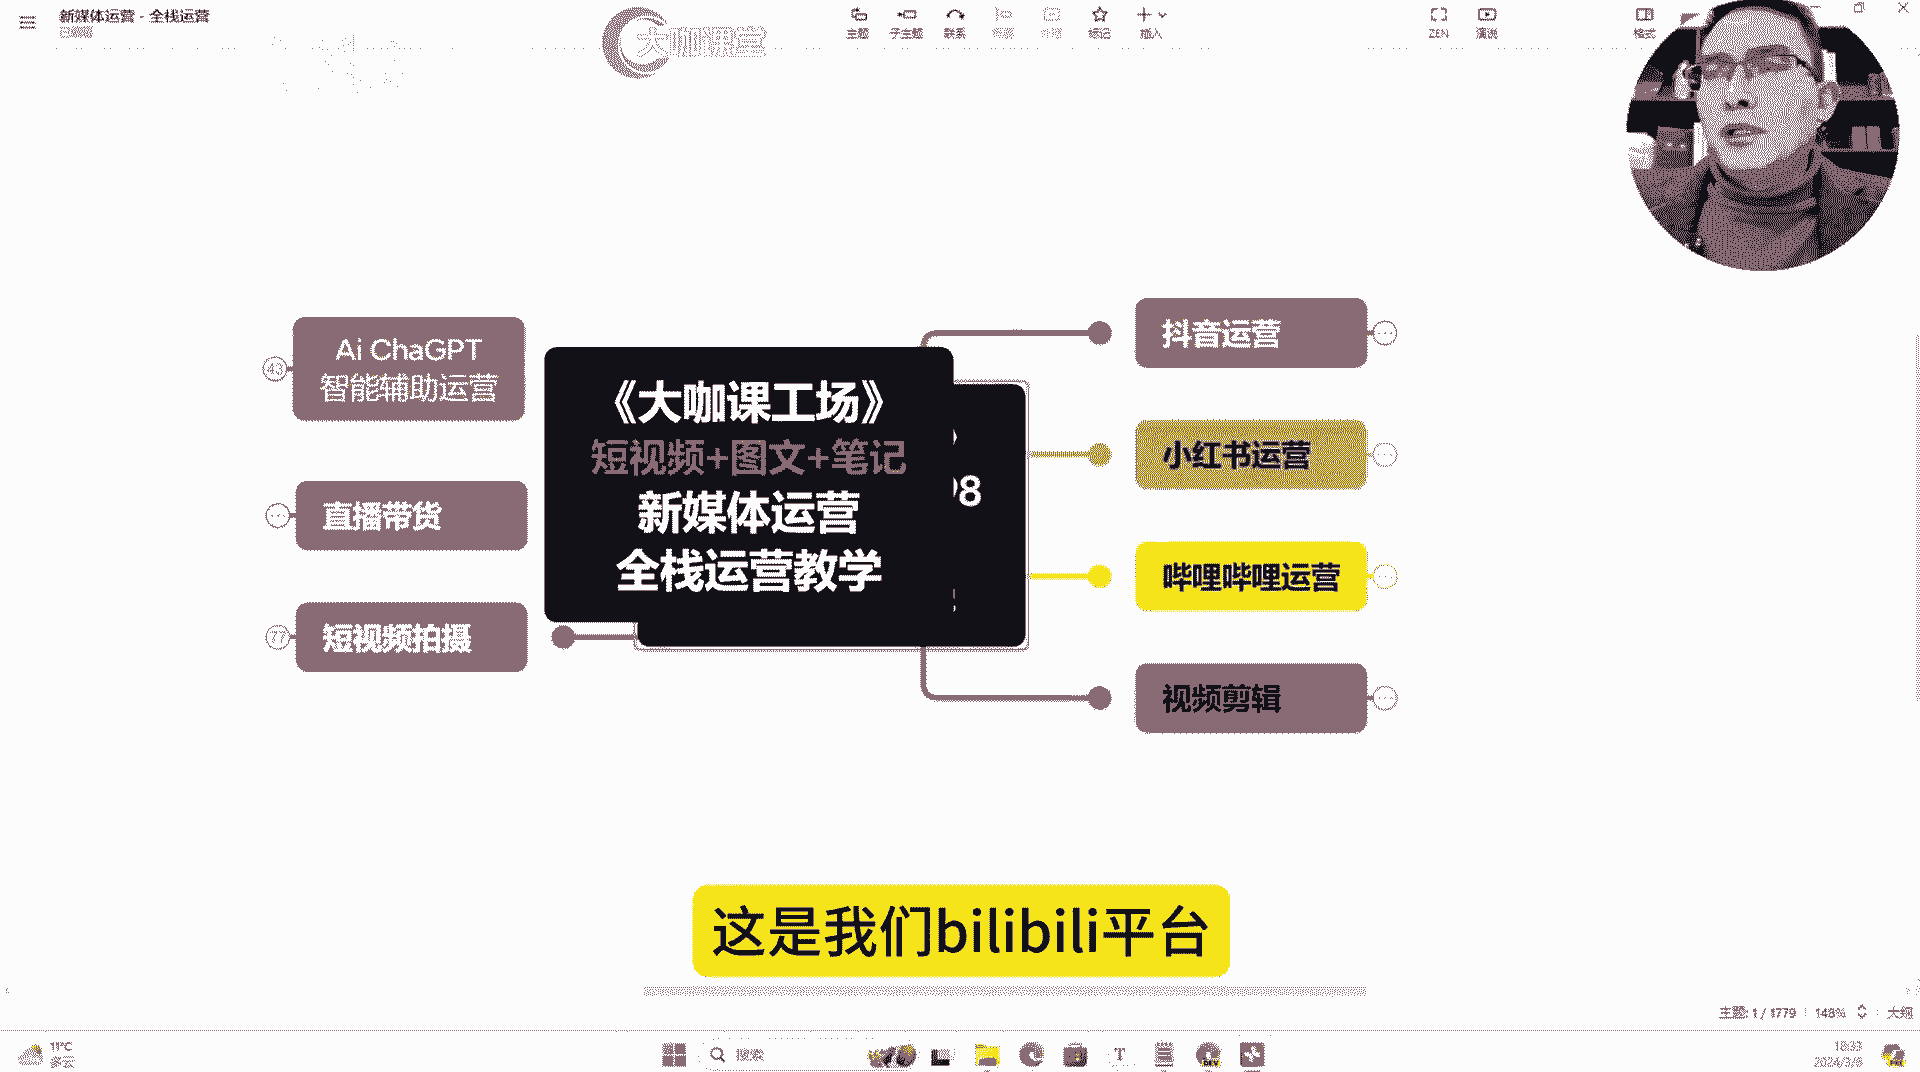 新媒体运营 - 全栈运营
大咖课堂
主题
子主题
联系
标记
插入
ZEN
演说
格式
Ai ChaGPT
智能辅助运营
43
直播带货
短视频拍摄
77
《大咖课工场》
短视频+图文+笔记
新媒体运营
全栈运营教学
98
抖音运营
小红书运营
哔哩哔哩运营
视频剪辑
这是我们bilibili平台
主题: 1 / 1779
148%
大纲
11°C
多云
搜索
18:33
2024/3/6